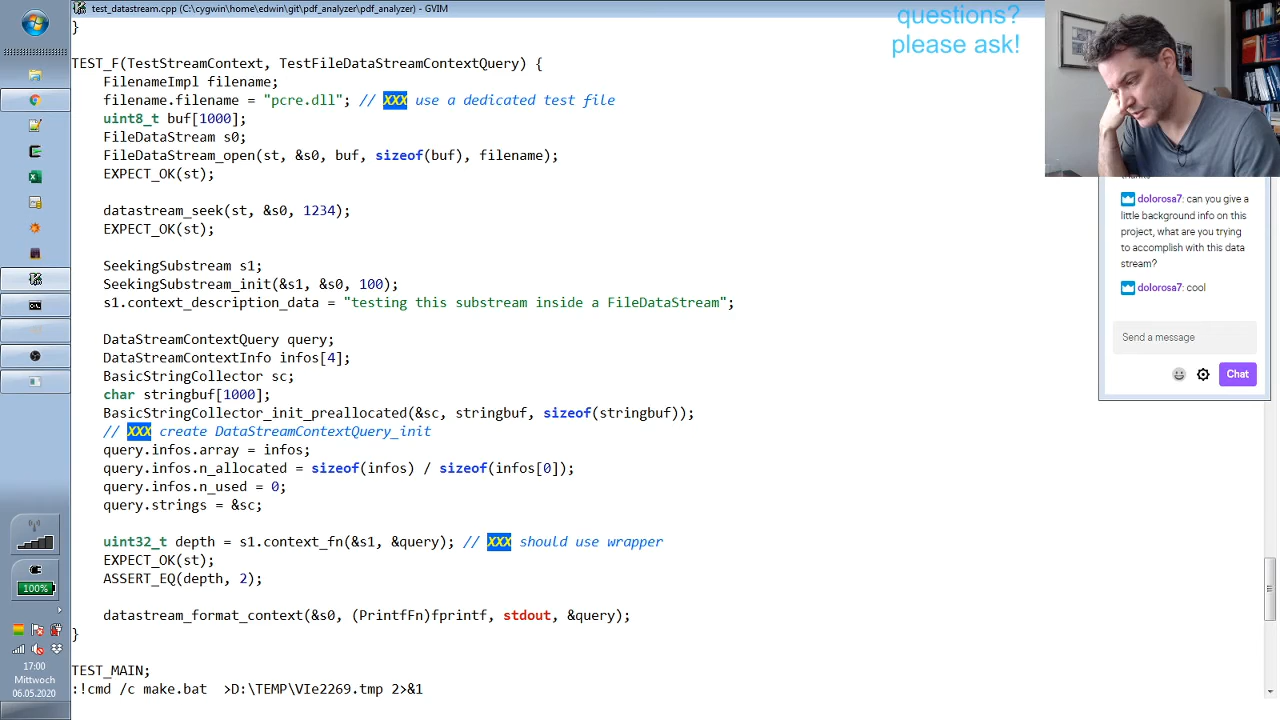 test_datastream.cpp (C:\cygwin\home\edwin\git\pdf_analyzer\pdf_analyzer) - GVIM
questions?
please ask!
}
TEST_F(TestStreamContext, TestFileDataStreamContextQuery) {
FilenameImpl filename;
filename.filename = "pcre.dll"; // XXX use a dedicated test file
uint8_t buf[1000];
FileDataStream s0;
FileDataStream_open(st, &s0, buf, sizeof(buf), filename);
EXPECT_OK(st);
datastream_seek(st, &s0, 1234);
EXPECT_OK(st);
SeekingSubstream s1;
SeekingSubstream_init(&s1, &s0, 100);
s1.context_description_data = "testing this substream inside a FileDataStream";
DataStreamContextQuery query;
DataStreamContextInfo infos[4];
BasicStringCollector sc;
char stringbuf[1000];
BasicStringCollector_init_preallocated(&sc, stringbuf, sizeof(stringbuf));
// XXX create DataStreamContextQuery_init
query.infos.array = infos;
query.infos.n_allocated = sizeof(infos) / sizeof(infos[0]);
query.infos.n_used = 0;
query.strings = &sc;
uint32_t depth = s1.context_fn(&s1, &query); // XXX should use wrapper
EXPECT_OK(st);
ASSERT_EQ(depth, 2);
datastream_format_context(&s0, (PrintfFn)fprintf, stdout, &query);
}
TEST_MAIN;
:!cmd /c make.bat  >D:\TEMP\VIe2269.tmp 2>&1
dolorosa7: can you give a
little background info on this
project, what are you trying
to accomplish with this data
stream?
dolorosa7: cool
Send a message
Chat
100%
17:00
Mittwoch
06.05.2020